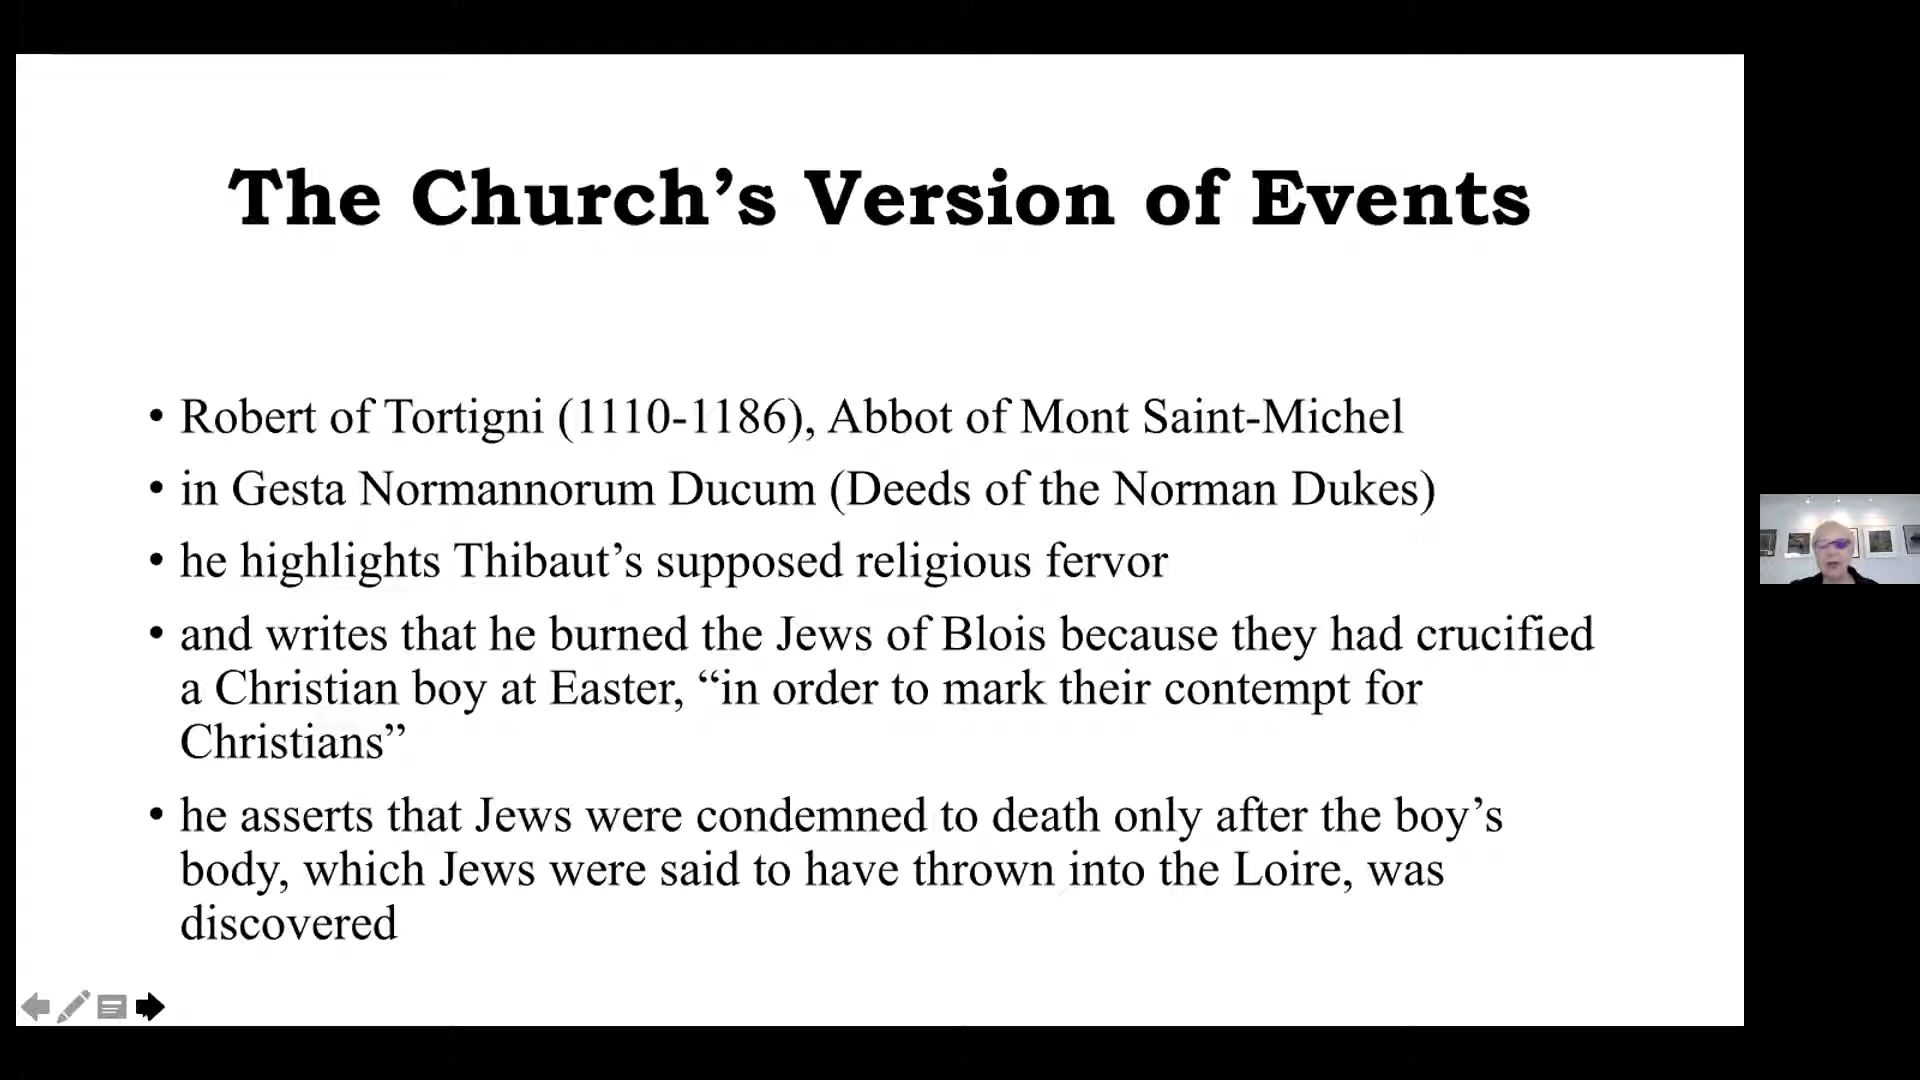 The Church’s Version of Events
• Robert of Tortigni (1110-1186), Abbot of Mont Saint-Michel
• in Gesta Normannorum Ducum (Deeds of the Norman Dukes)
• he highlights Thibaut’s supposed religious fervor
• and writes that he burned the Jews of Blois because they had crucified
a Christian boy at Easter, “in order to mark their contempt for
Christians”
• he asserts that Jews were condemned to death only after the boy’s
body, which Jews were said to have thrown into the Loire, was
discovered